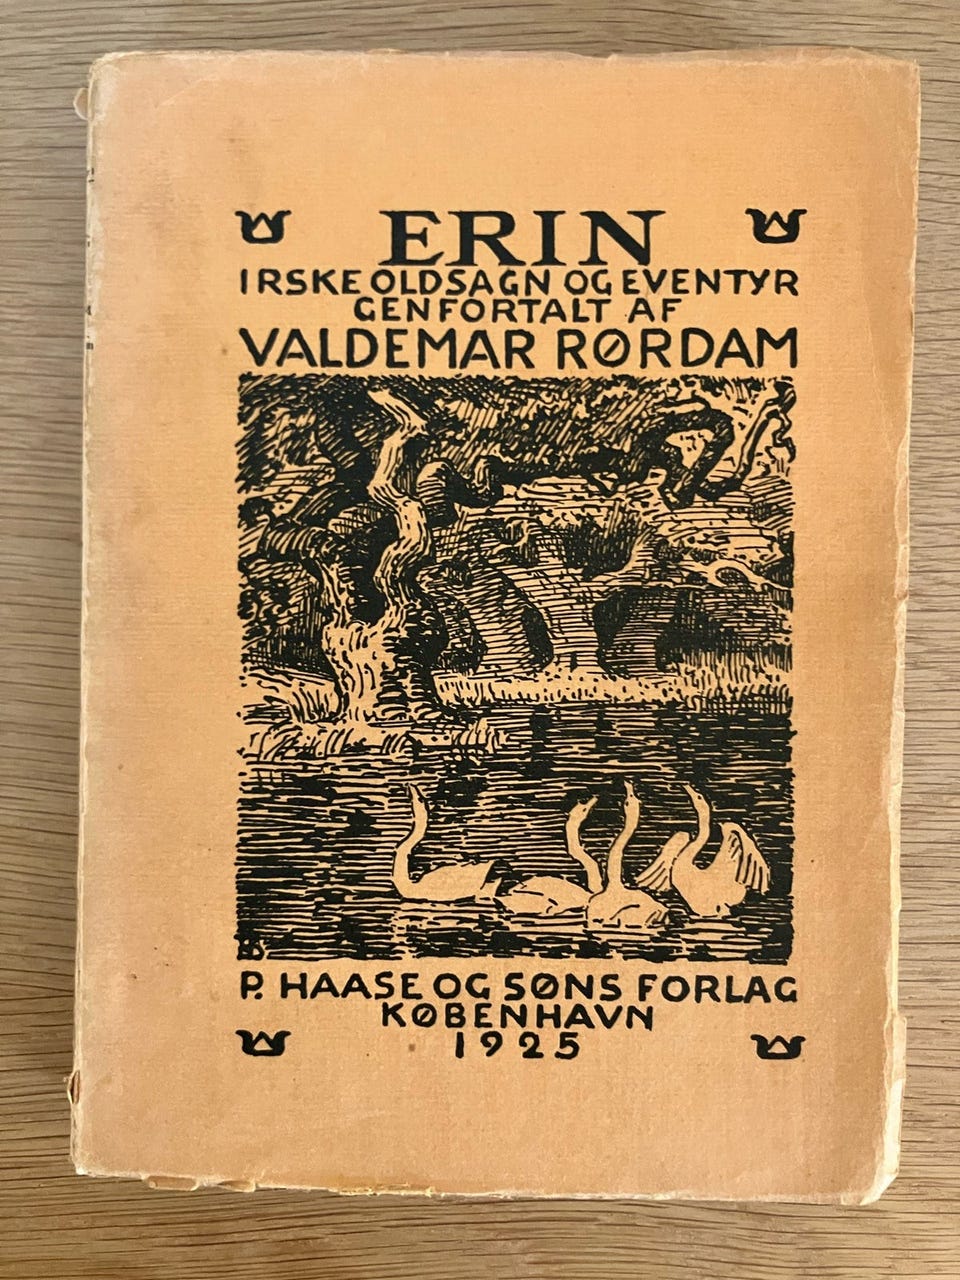 ERIN
IRSKE OLDSAGN OG EVENTYR
GENFORTALT AF
VALDEMAR RØRDAM
P. HAASE OG SØNS FORLAG
KØBENHAVN
1925